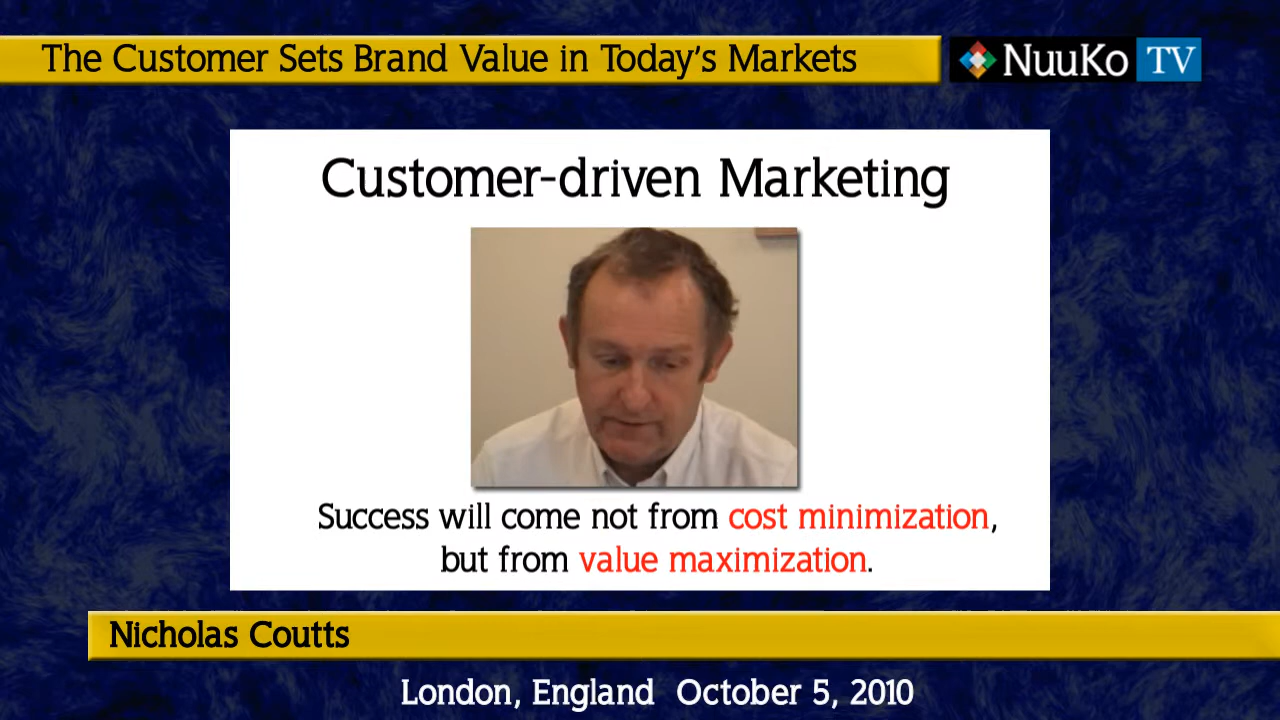 The Customer Sets Brand Value in Today's Markets
NuuKo TV
Customer-driven Marketing
Success will come not from cost minimization,
but from value maximization.
Nicholas Coutts
London, England October 5, 2010